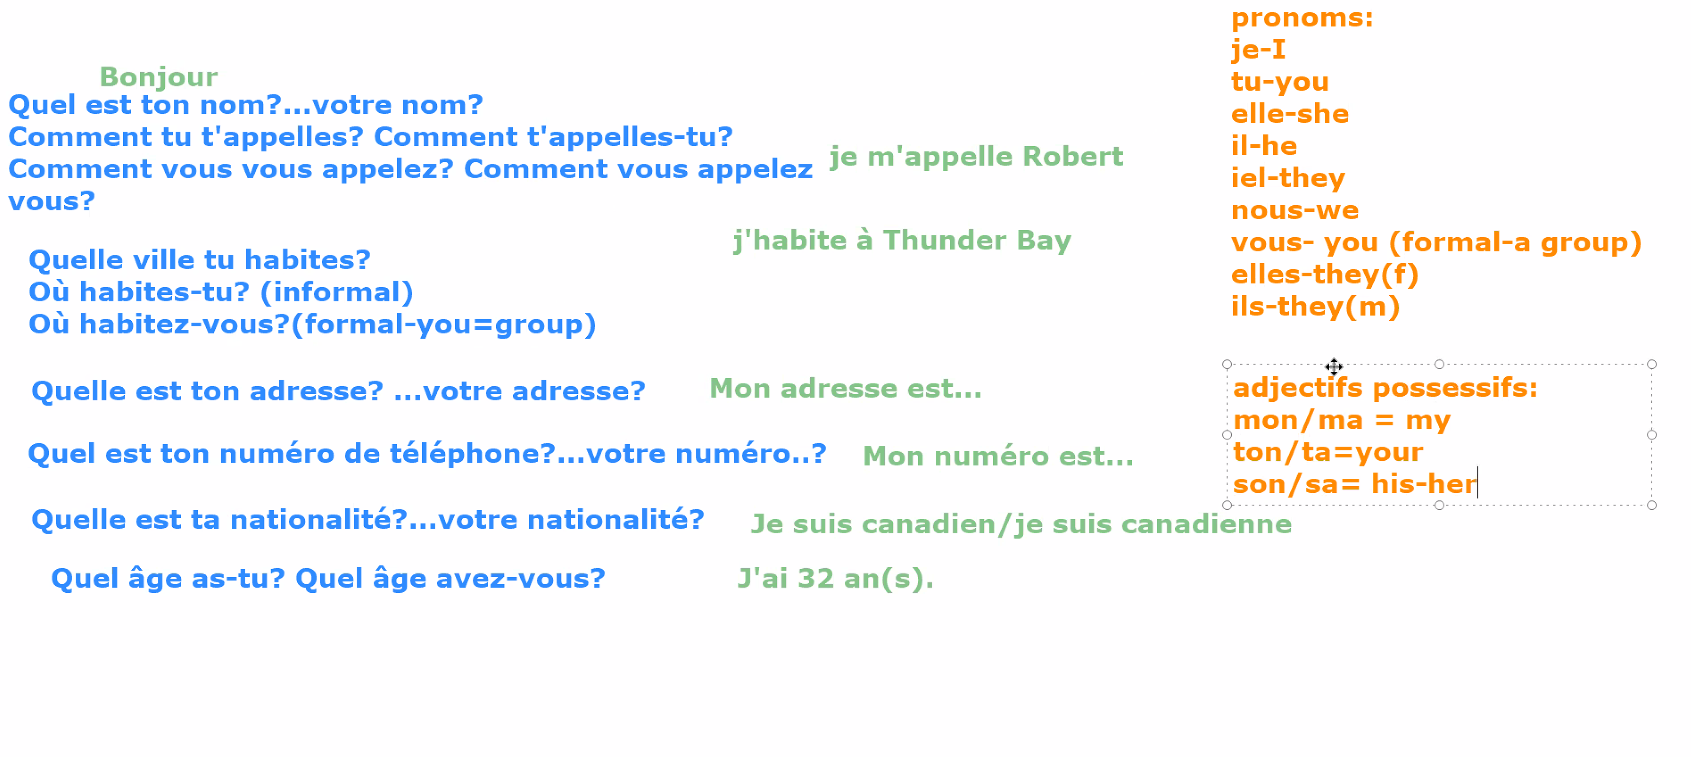 Bonjour
Quel est ton nom?...votre nom?
Comment tu t'appelles? Comment t'appelles-tu?
Comment vous vous appelez? Comment vous appelez
vous?
je m'appelle Robert
Quelle ville tu habites?
Où habites-tu? (informal)
Où habitez-vous?(formal-you=group)
j'habite à Thunder Bay
Quelle est ton adresse? ...votre adresse?
Mon adresse est...
Quel est ton numéro de téléphone?...votre numéro..?
Mon numéro est...
Quelle est ta nationalité?...votre nationalité?
Je suis canadien/je suis canadienne
Quel âge as-tu? Quel âge avez-vous?
J'ai 32 an(s).
pronoms:
je-I
tu-you
elle-she
il-he
iel-they
nous-we
vous- you (formal-a group)
elles-they(f)
ils-they(m)
adjectifs possessifs:
mon/ma = my
ton/ta=your
son/sa= his-her